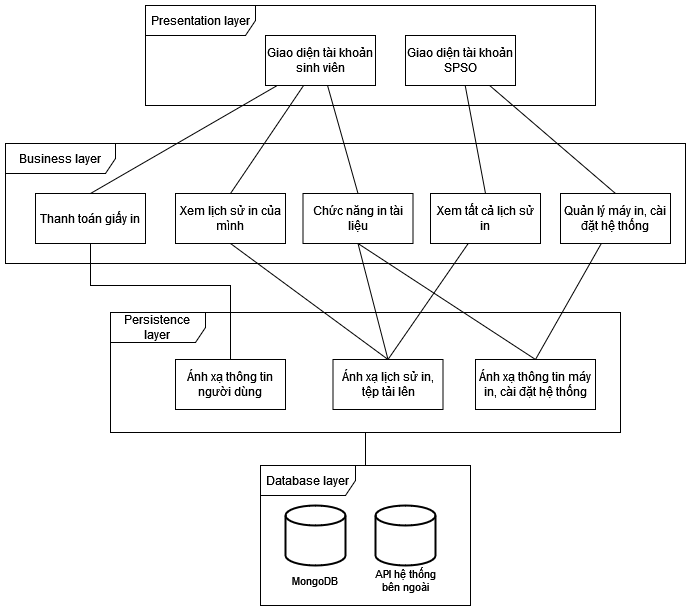 Presentation layer
Giao diện tài khoản
sinh viên
Giao diện tài khoản
SPSO
Business layer
Thanh toán giấy in
Xem lịch sử in của
mình
Chức năng in tài
liệu
Xem tất cả lịch sử
in
Quản lý máy in, cài
đặt hệ thống
Persistence
layer
Ánh xạ thông tin
người dùng
Ánh xạ lịch sử in,
tệp tải lên
Ánh xạ thông tin máy
in, cài đặt hệ thống
Database layer
MongoDB
API hệ thống
bên ngoài